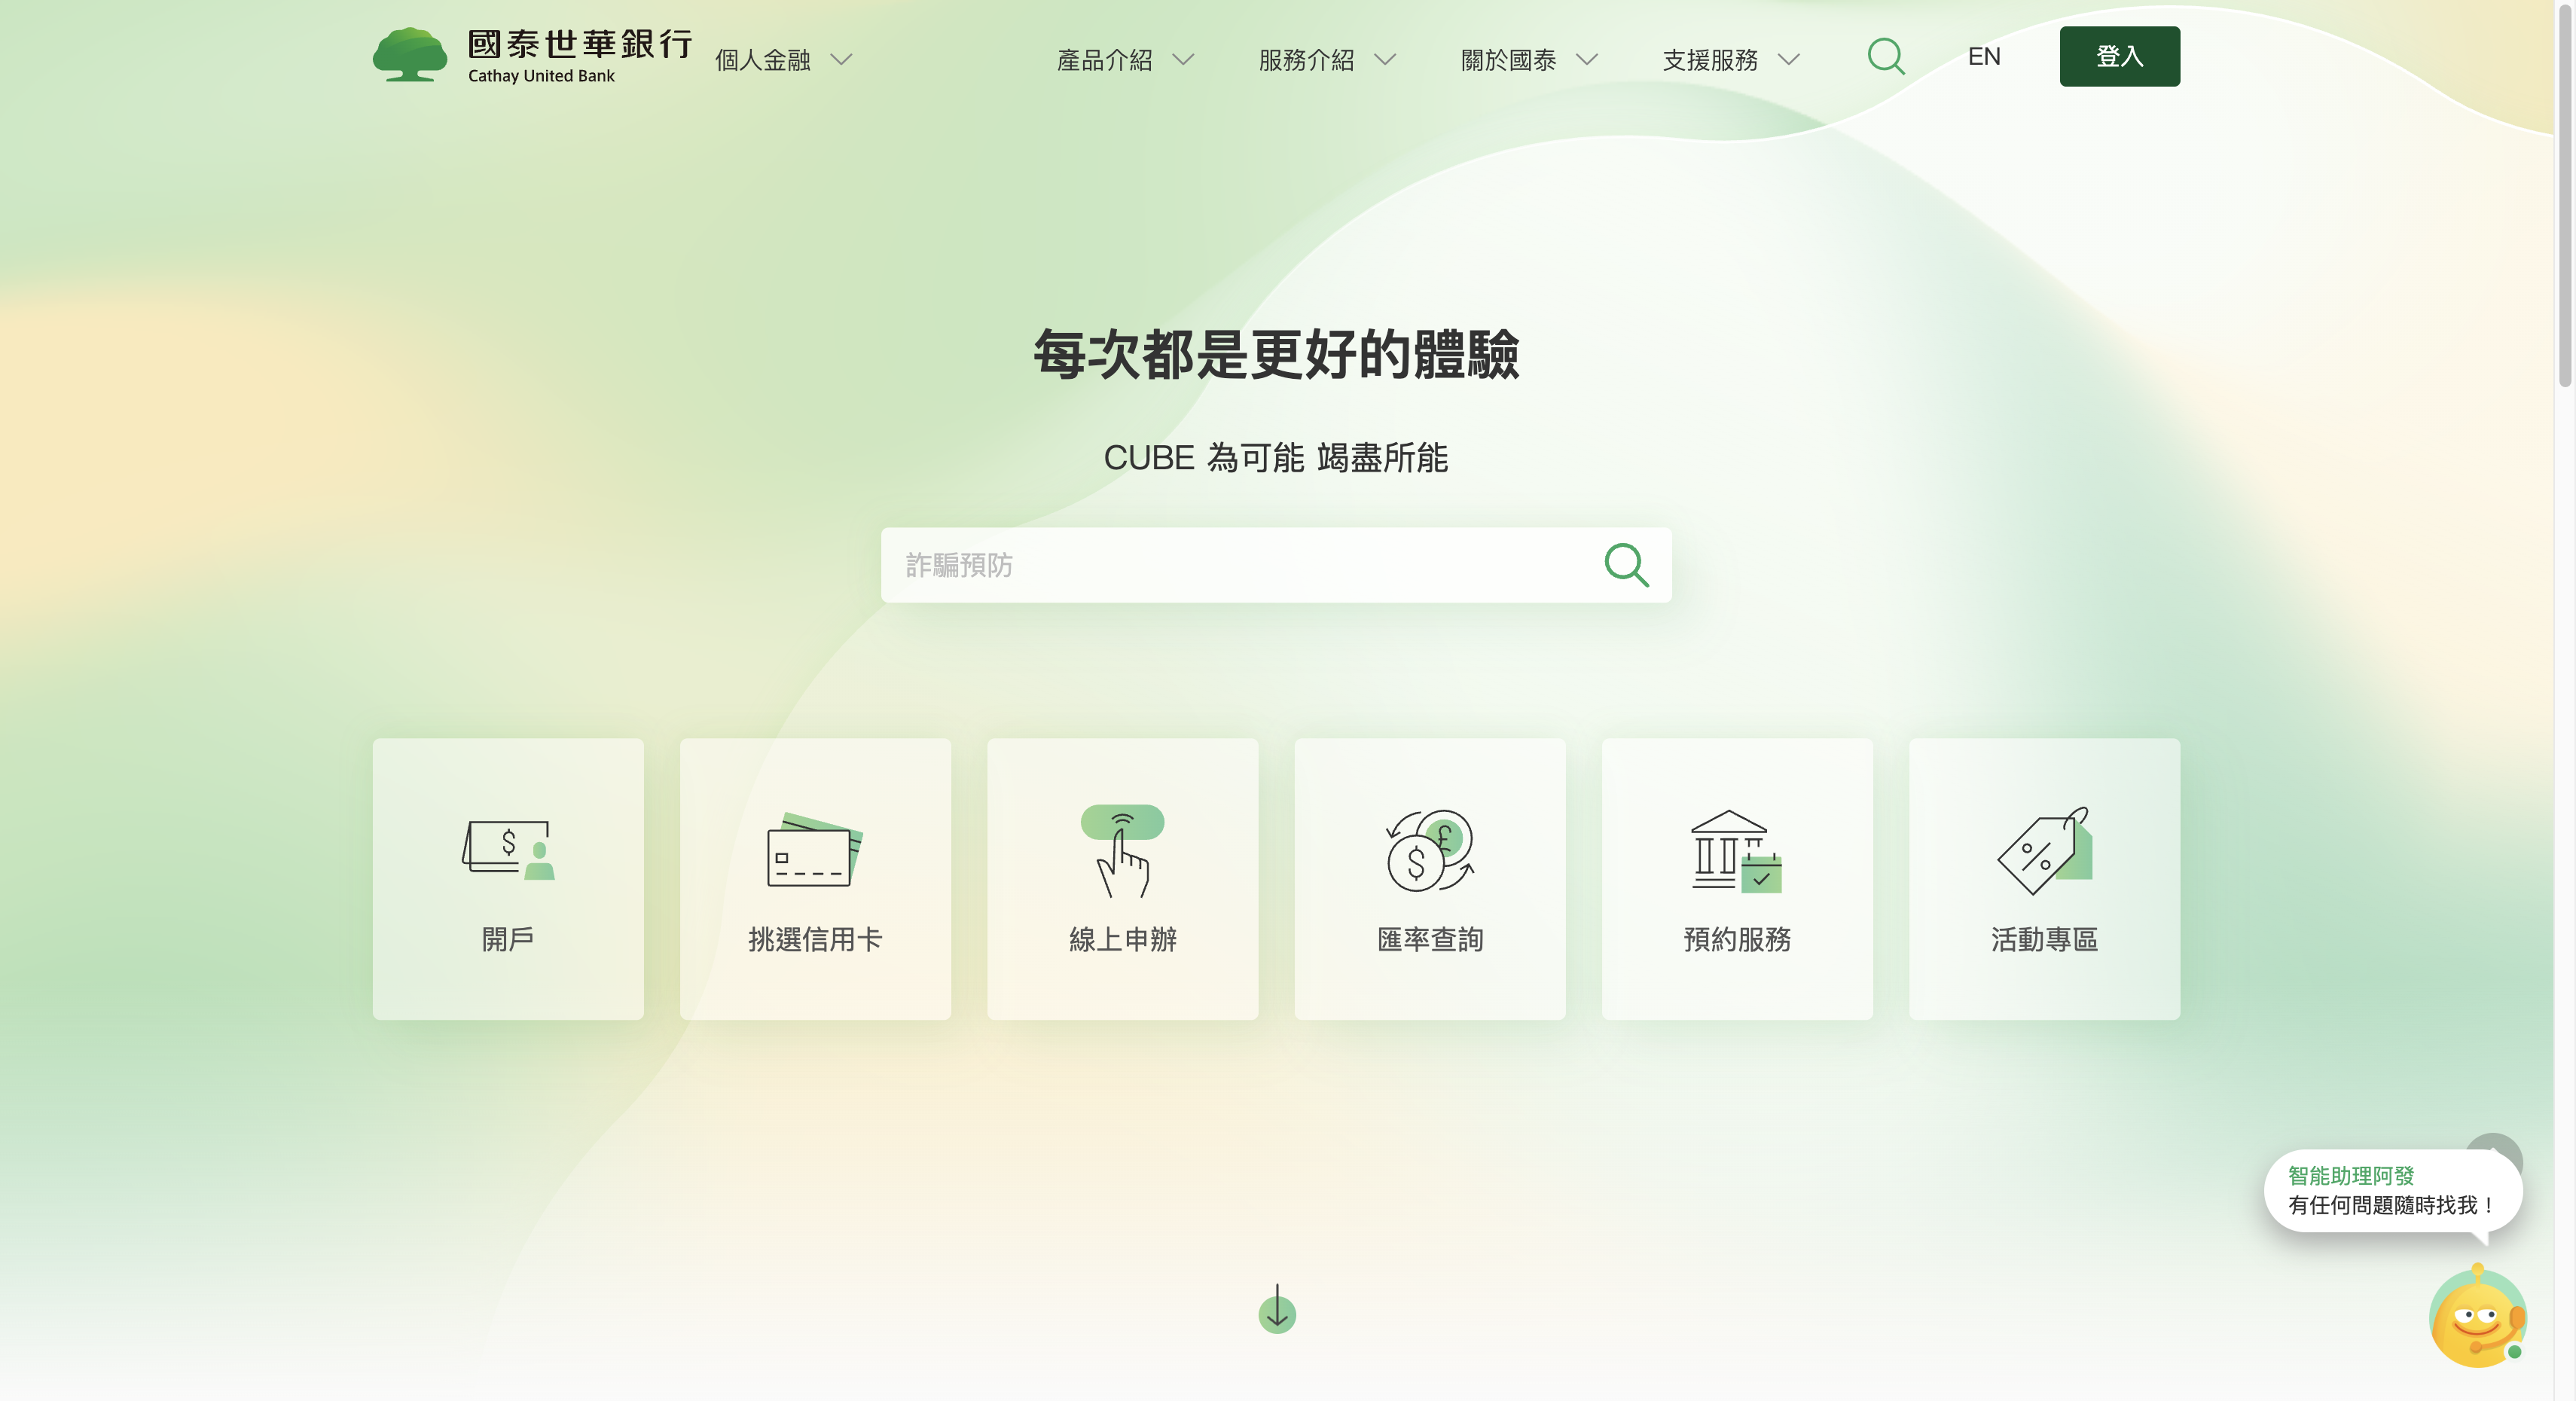 國泰世華銀行
Cathay United Bank
個人金融
產品介紹
服務介紹
關於國泰
支援服務
EN
登入
每次都是更好的體驗
CUBE 為可能 竭盡所能
詐騙預防
開戶
挑選信用卡
線上申辦
匯率查詢
預約服務
活動專區
智能助理阿發
有任何問題隨時找我！